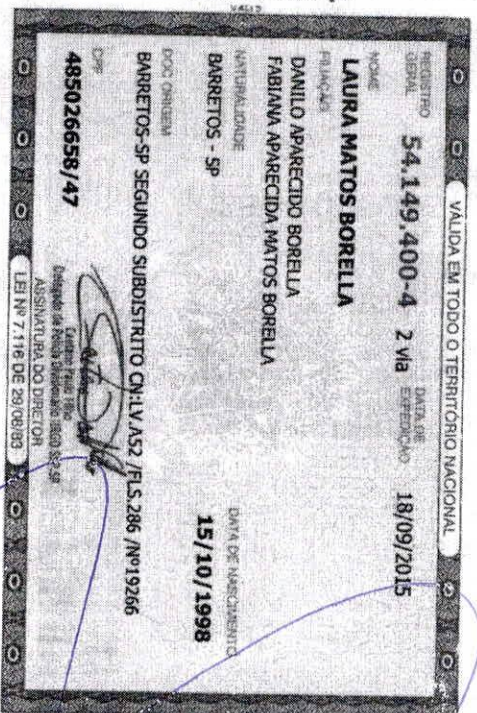 VÁLIDA EM TODO O TERRITÓRIO NACIONAL
REGISTRO GERAL 54.149.400-4 2 via DATA DE EXPEDIÇÃO 18/09/2015
NOME
LAURA MATOS BORELLA
FILIAÇÃO
DANILO APARECIDO BORELLA
FABIANA APARECIDA MATOS BORELLA
NATURALIDADE DATA DE NASCIMENTO
BARRETOS - SP 15/10/1998
DOC ORIGEM
BARRETOS-SP SEGUNDO SUBDISTRITO CN:LV.A52 /FLS.286 /Nº19266
CPF
485026658/47
ASSINATURA DO DIRETOR
LEI Nº 7.116 DE 29/08/83